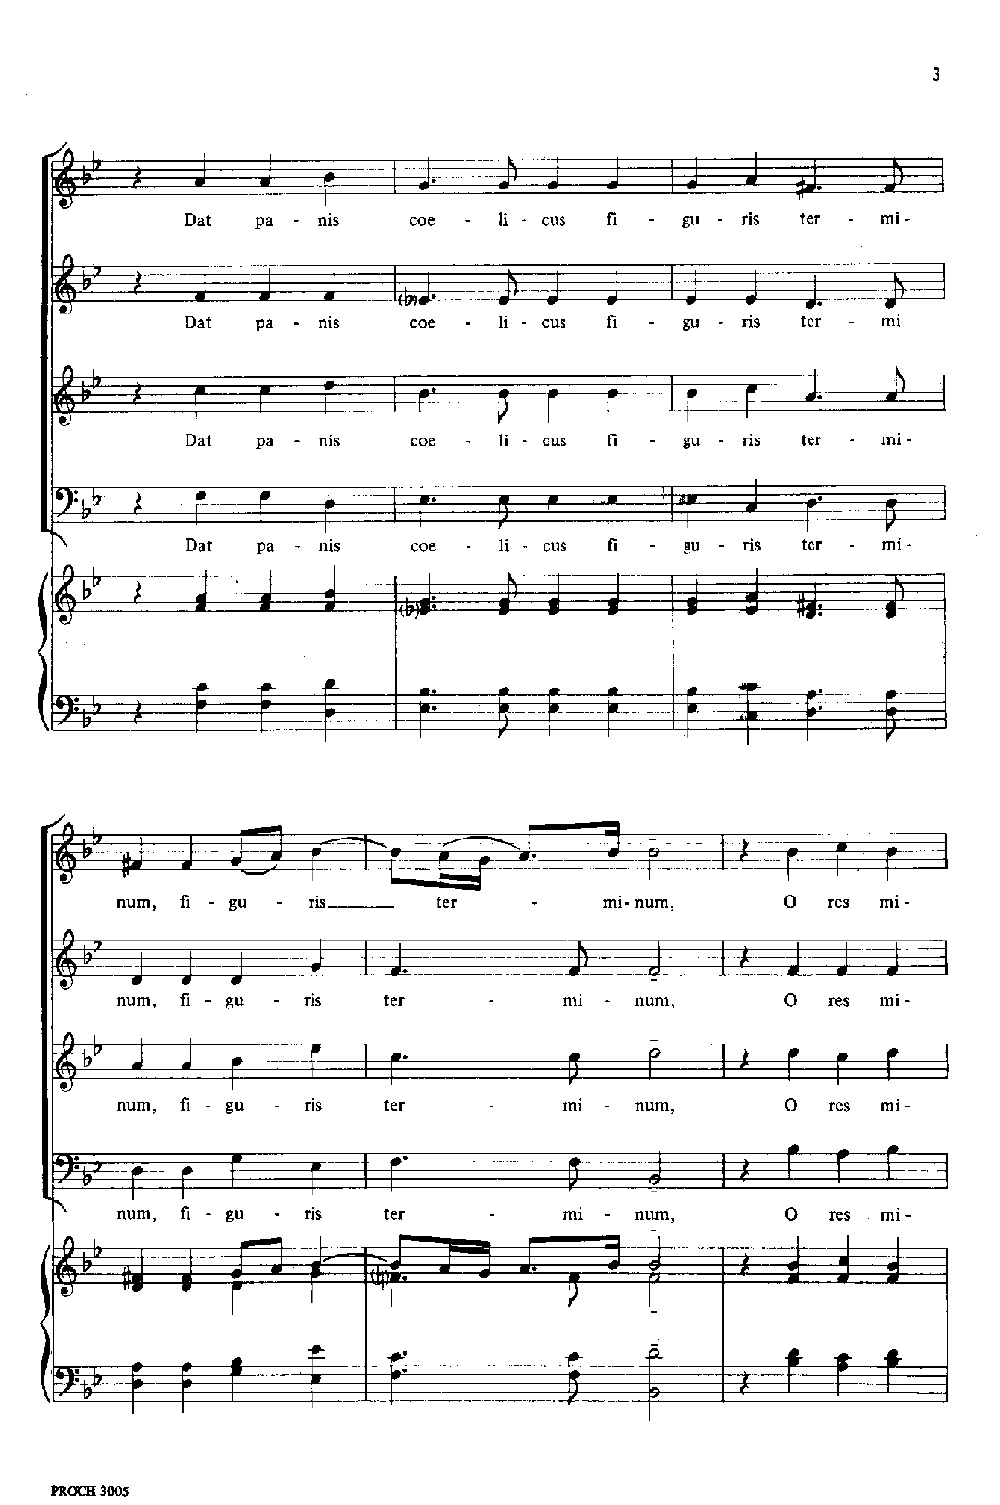 3
Dat pa - nis coe - li - cus fi - gu - ris ter - mi -
Dat pa - nis coe - li - cus fi - gu - ris ter - mi
Dat pa - nis coe - li - cus fi - gu - ris ter - mi -
Dat pa - nis coe - li - cus fi - gu - ris ter - mi -
num, fi - gu - ris ter - mi - num, O res mi -
num, fi - gu - ris ter - mi - num, O res mi -
num, fi - gu - ris ter - mi - num, O res mi -
num, fi - gu - ris ter - mi - num, O res mi -
PROCH 3005